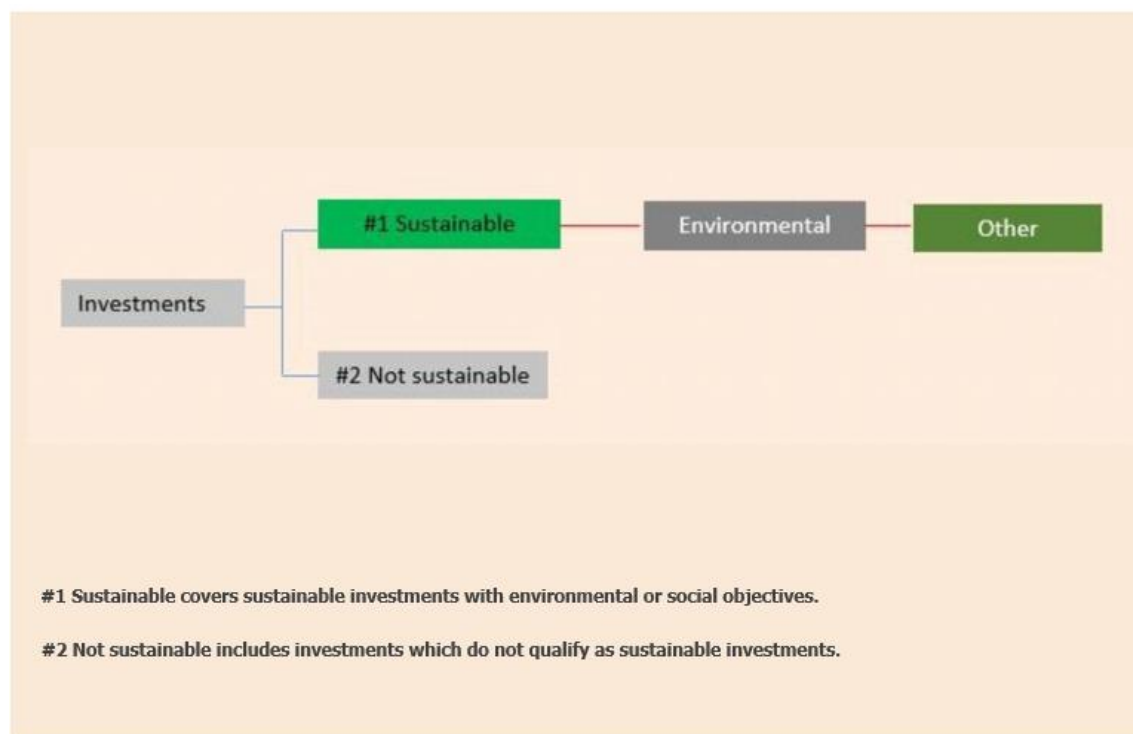 #1 Sustainable
Environmental
Other
Investments
#2 Not sustainable
#1 Sustainable covers sustainable investments with environmental or social objectives.
#2 Not sustainable includes investments which do not qualify as sustainable investments.